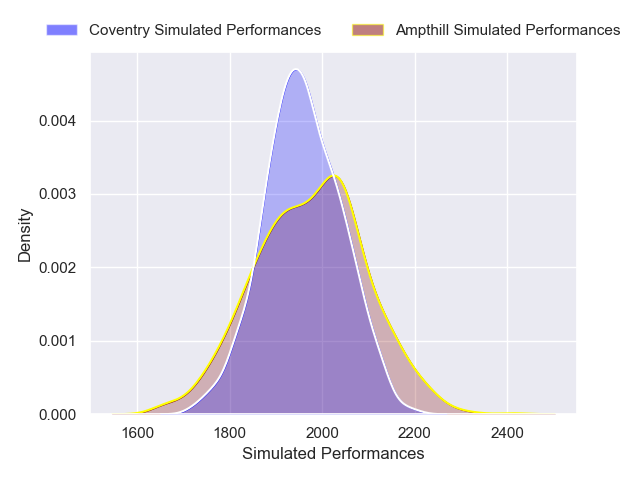 Coventry Simulated Performances
Ampthill Simulated Performances
0.004
0.003
0.002
0.001
0.000
Density
1600 1800 2000 2200 2400
Simulated Performances